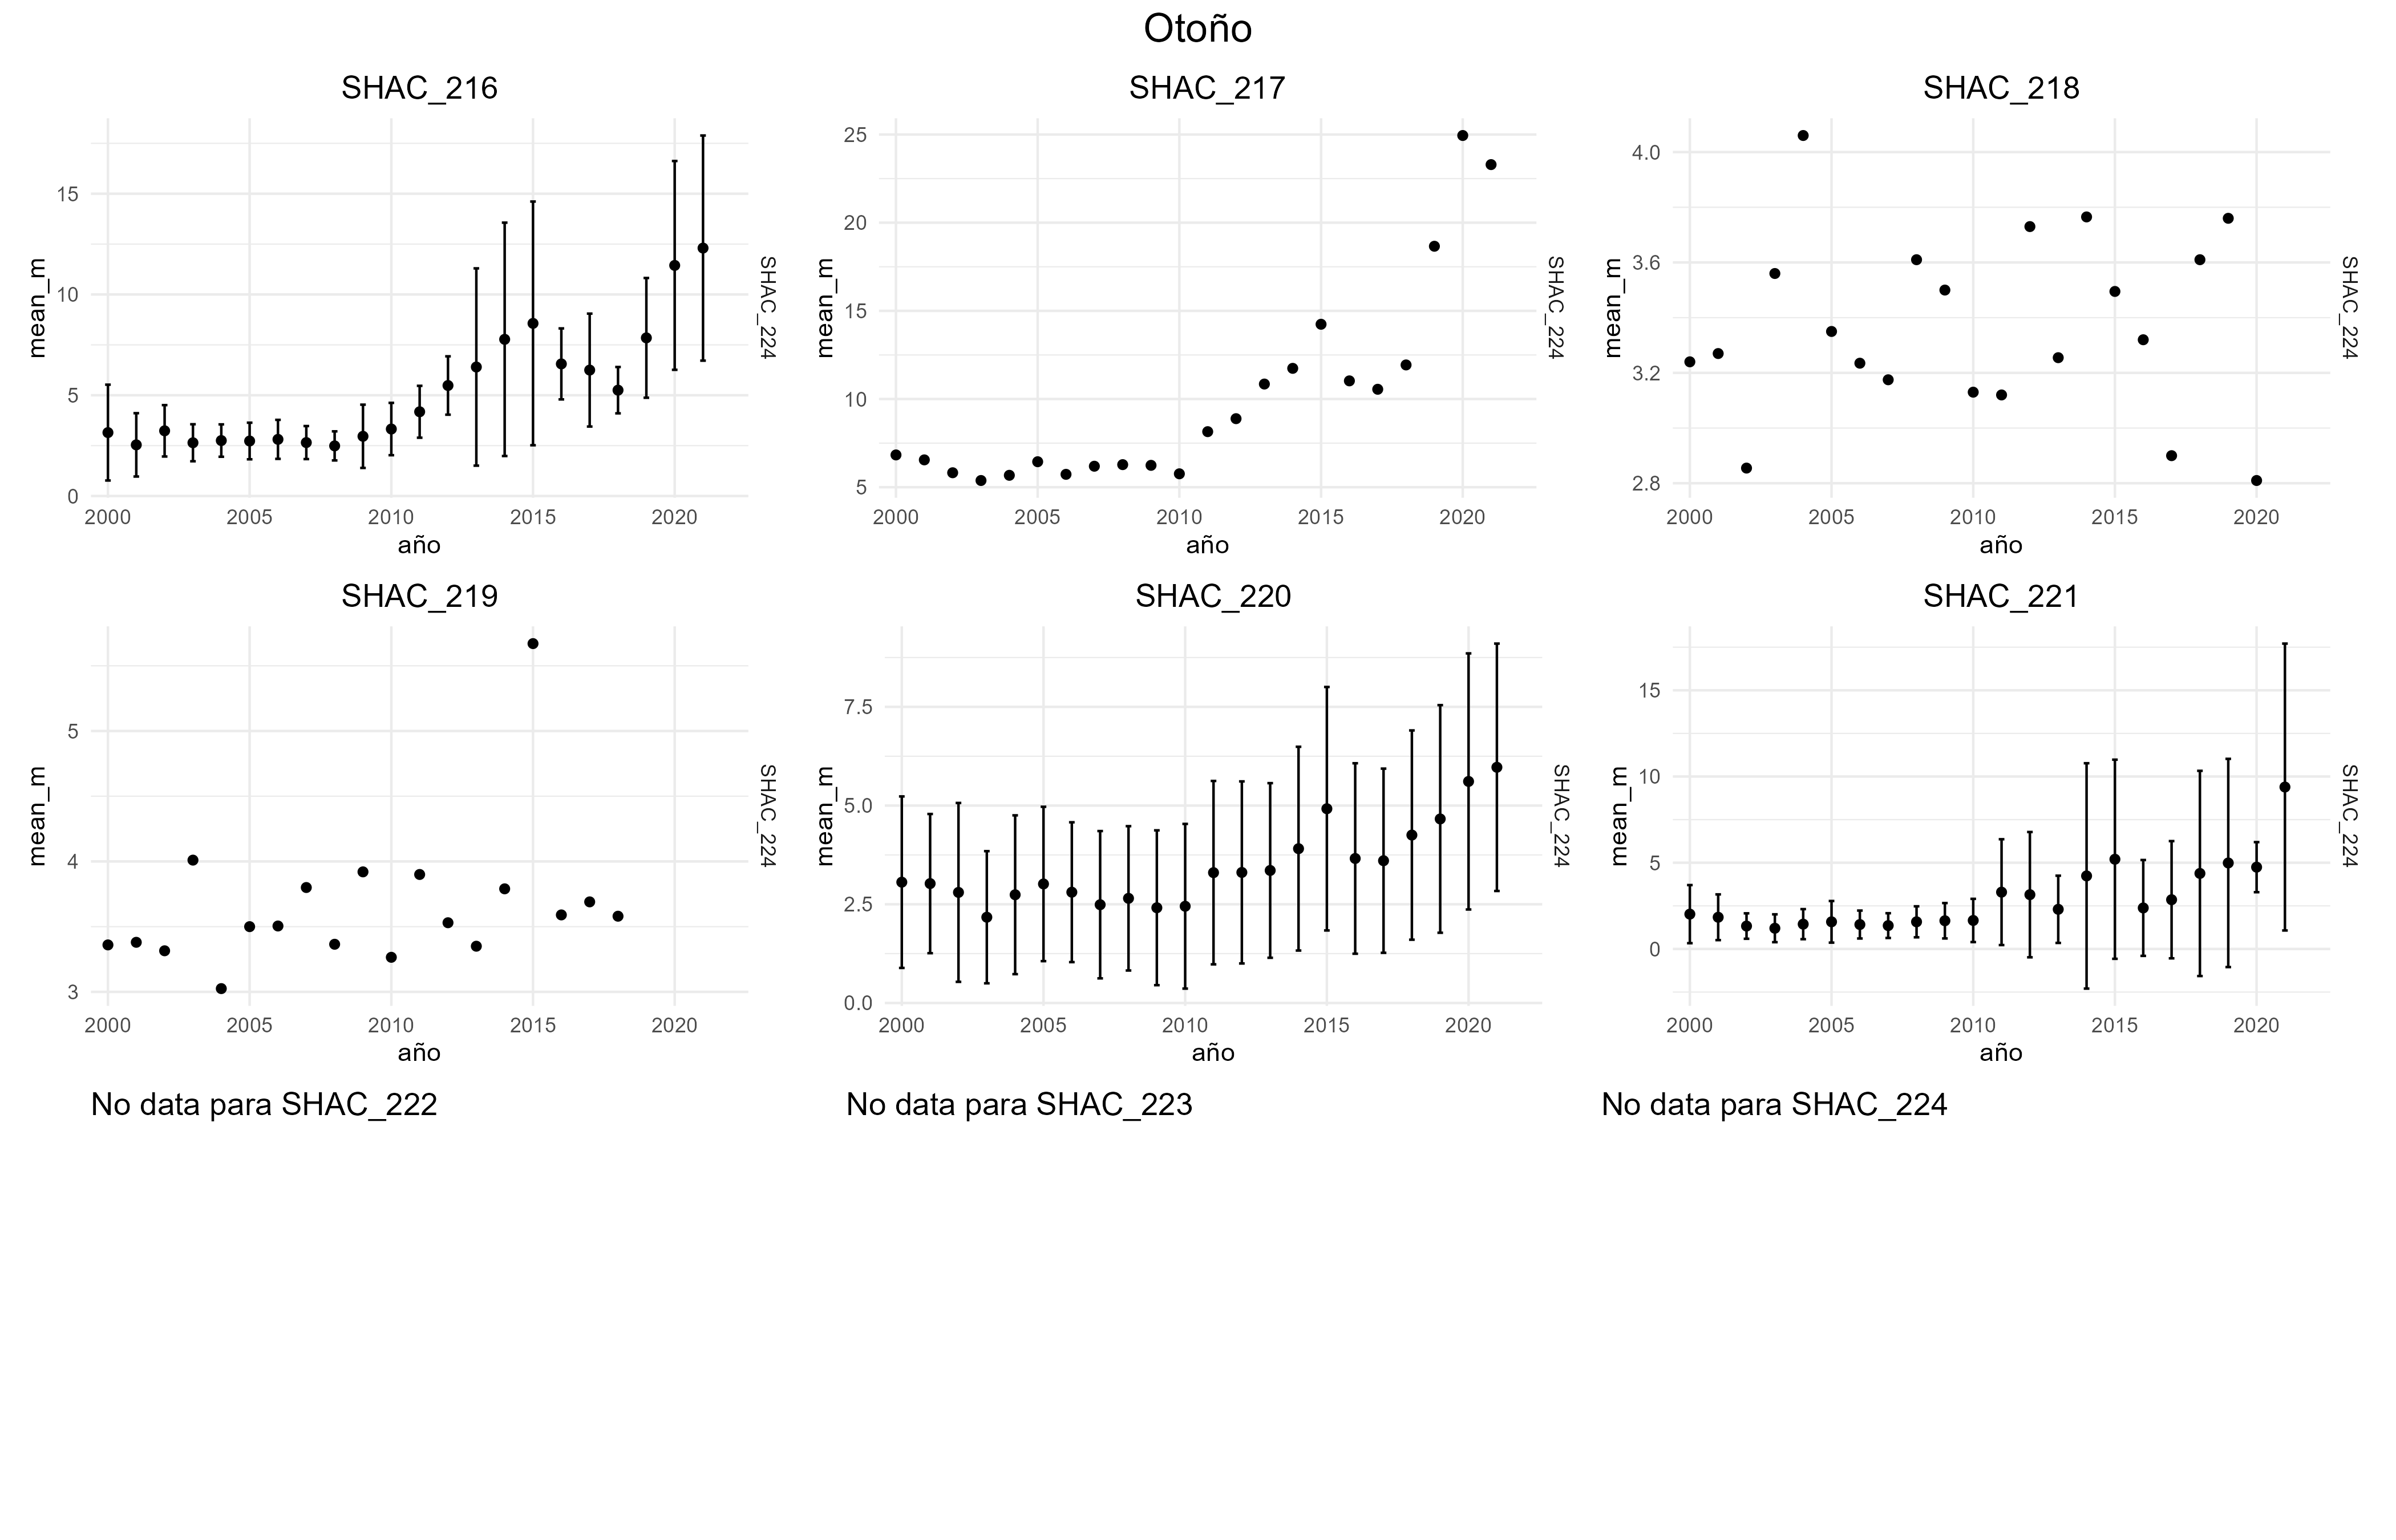 Otoño
SHAC_216
mean_m
15
10
5
0
2000 2005 2010 2015 2020
año
SHAC_224
SHAC_217
mean_m
25
20
15
10
5
2000 2005 2010 2015 2020
año
SHAC_224
SHAC_218
mean_m
4.0
3.6
3.2
2.8
2000 2005 2010 2015 2020
año
SHAC_224
SHAC_219
mean_m
5
4
3
2000 2005 2010 2015 2020
año
SHAC_224
SHAC_220
mean_m
7.5
5.0
2.5
0.0
2000 2005 2010 2015 2020
año
SHAC_224
SHAC_221
mean_m
15
10
5
0
2000 2005 2010 2015 2020
año
SHAC_224
No data para SHAC_222
No data para SHAC_223
No data para SHAC_224